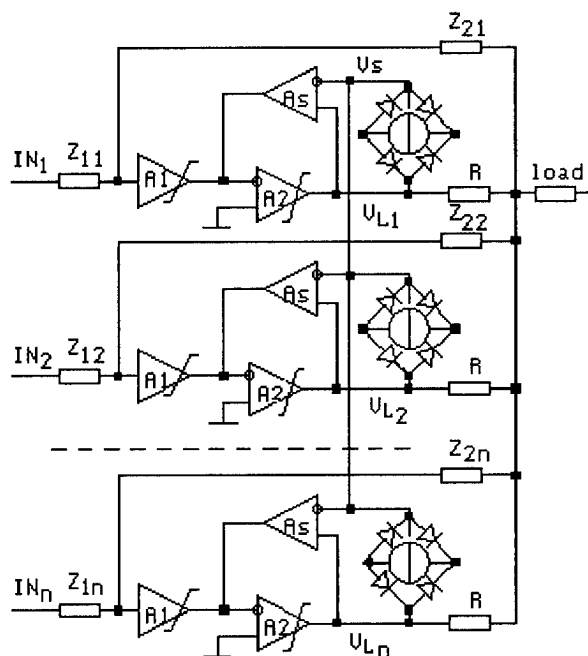 Z21
Vs
As
IN1 Z11 A1 A2 R load
VL1
Z22
As
IN2 Z12 A1 A2 R
VL2
Z2n
As
INn Z1n A1 A2 R
VLn